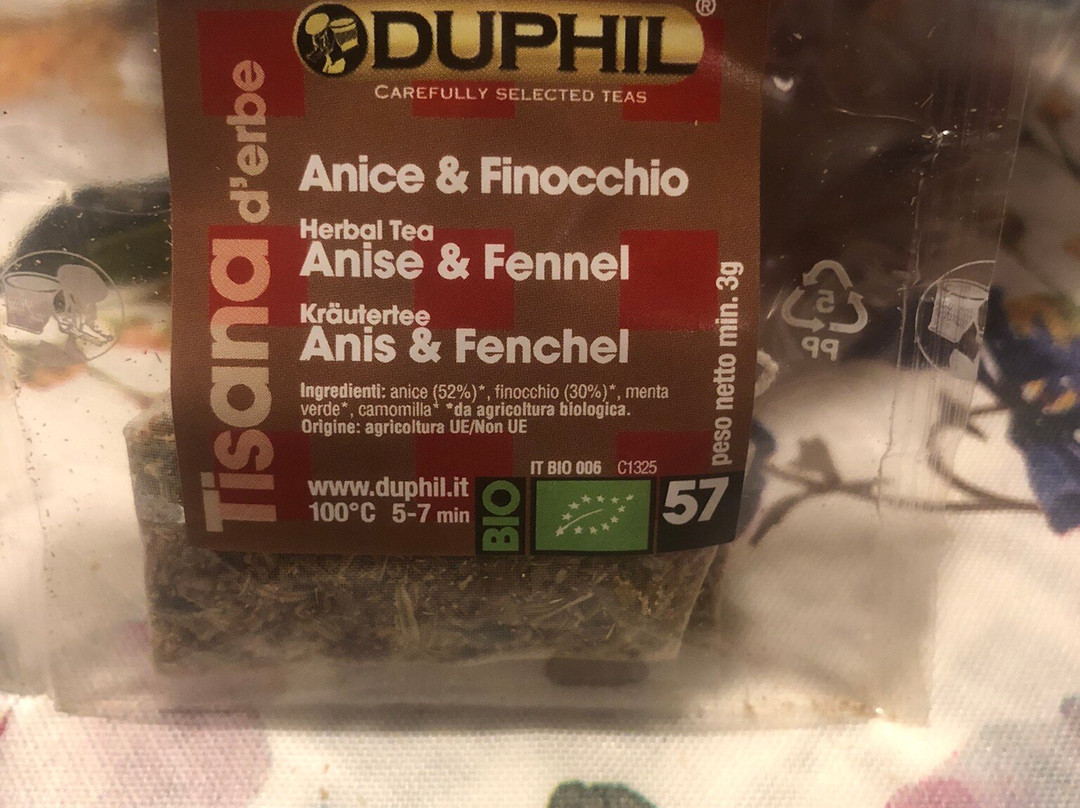 DUPHIL®
CAREFULLY SELECTED TEAS
Tisana d'erbe
Anice & Finocchio
Herbal Tea
Anise & Fennel
Kräutertee
Anis & Fenchel
Ingredienti: anice (52%)*, finocchio (30%)*, menta
verde*, camomilla* *da agricoltura biologica.
Origine: agricoltura UE/Non UE
peso netto min. 3g
IT BIO 006 C1325
www.duphil.it
100°C 5-7 min
BIO
57
5
PP